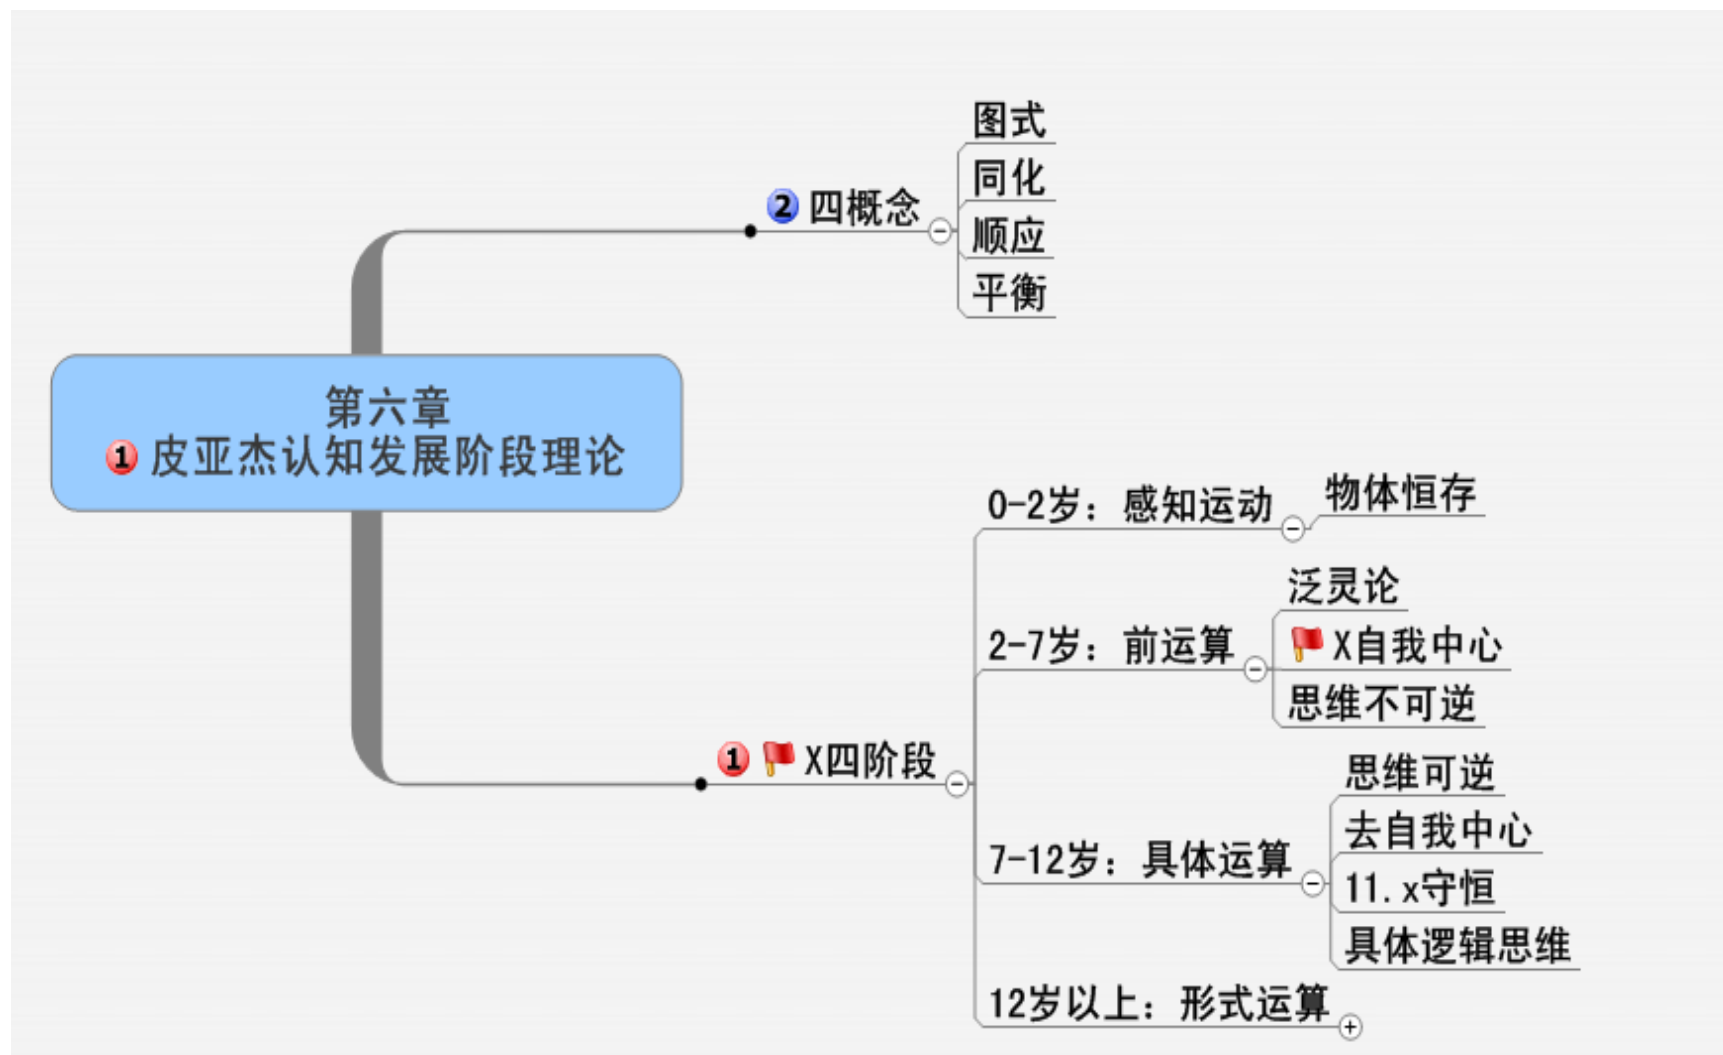 图式
同化
② 四概念
顺应
平衡
第六章
① 皮亚杰认知发展阶段理论
0-2岁：感知运动
物体恒存
泛灵论
2-7岁：前运算
X自我中心
思维不可逆
① X四阶段
思维可逆
去自我中心
7-12岁：具体运算
11.x守恒
具体逻辑思维
12岁以上：形式运算